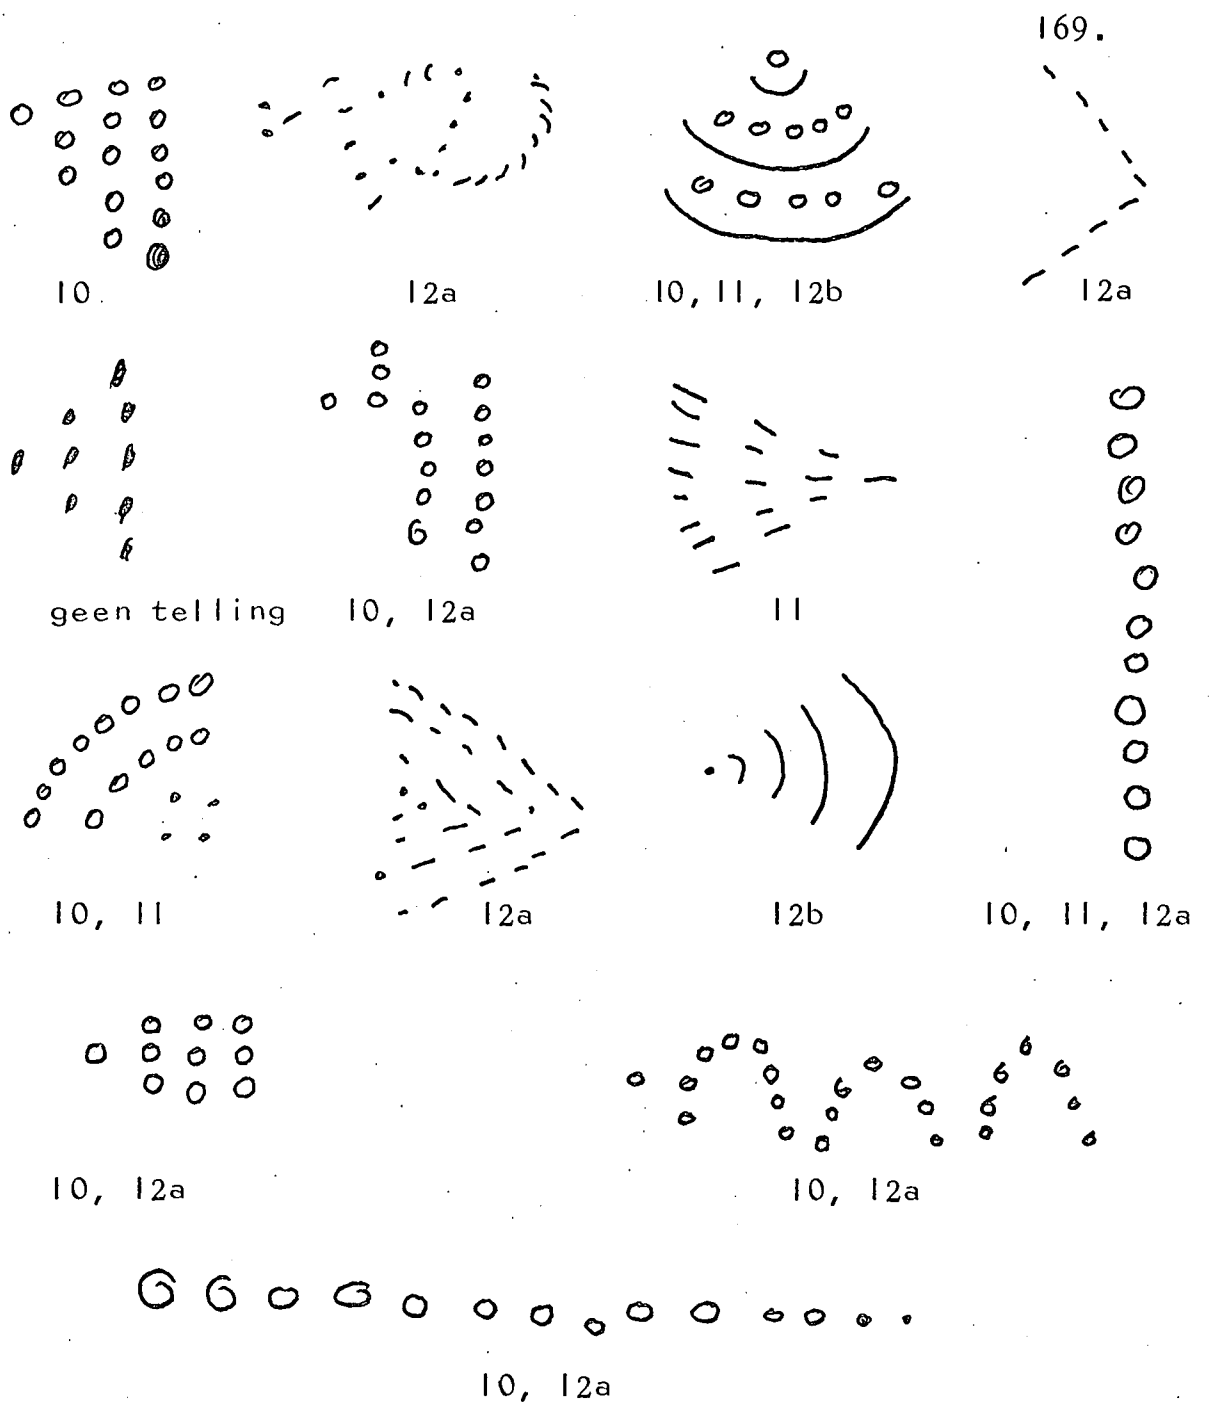 169.
10. 12a 10, 11, 12b 12a
geen telling 10, 12a 11
10, 11 12a 12b 10, 11, 12a
10, 12a 10, 12a
10, 12a